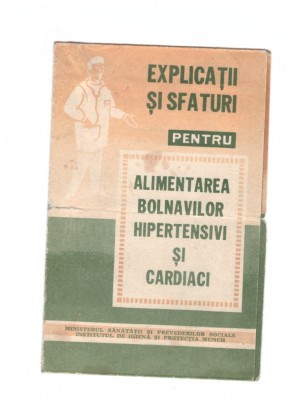 EXPLICAȚII
ȘI SFATURI
PENTRU
ALIMENTAREA
BOLNAVILOR
HIPERTENSIVI
ȘI
CARDIACI
MINISTERUL SĂNĂTĂȚII ȘI PREVEDERILOR SOCIALE
INSTITUTUL DE IGIENĂ ȘI PROTECȚIA MUNCII